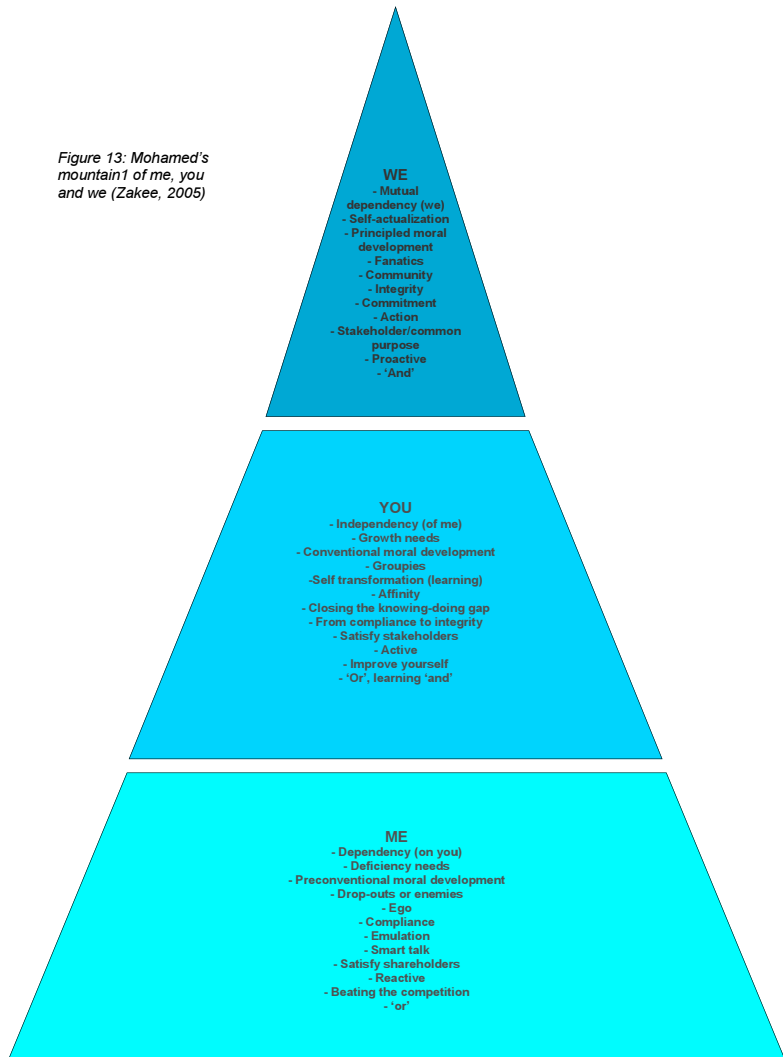 Figure 13: Mohamed's
mountain1 of me, you
and we (Zakee, 2005)
WE
- Mutual
dependency (we)
- Self-actualization
- Principled moral
development
- Fanatics
- Community
- Integrity
- Commitment
- Action
- Stakeholder/common
purpose
- Proactive
- ‘And’
YOU
- Independency (of me)
- Growth needs
- Conventional moral development
- Groupies
-Self transformation (learning)
- Affinity
- Closing the knowing-doing gap
- From compliance to integrity
- Satisfy stakeholders
- Active
- Improve yourself
- ‘Or’, learning ‘and’
ME
- Dependency (on you)
- Deficiency needs
- Preconventional moral development
- Drop-outs or enemies
- Ego
- Compliance
- Emulation
- Smart talk
- Satisfy shareholders
- Reactive
- Beating the competition
- ‘or’